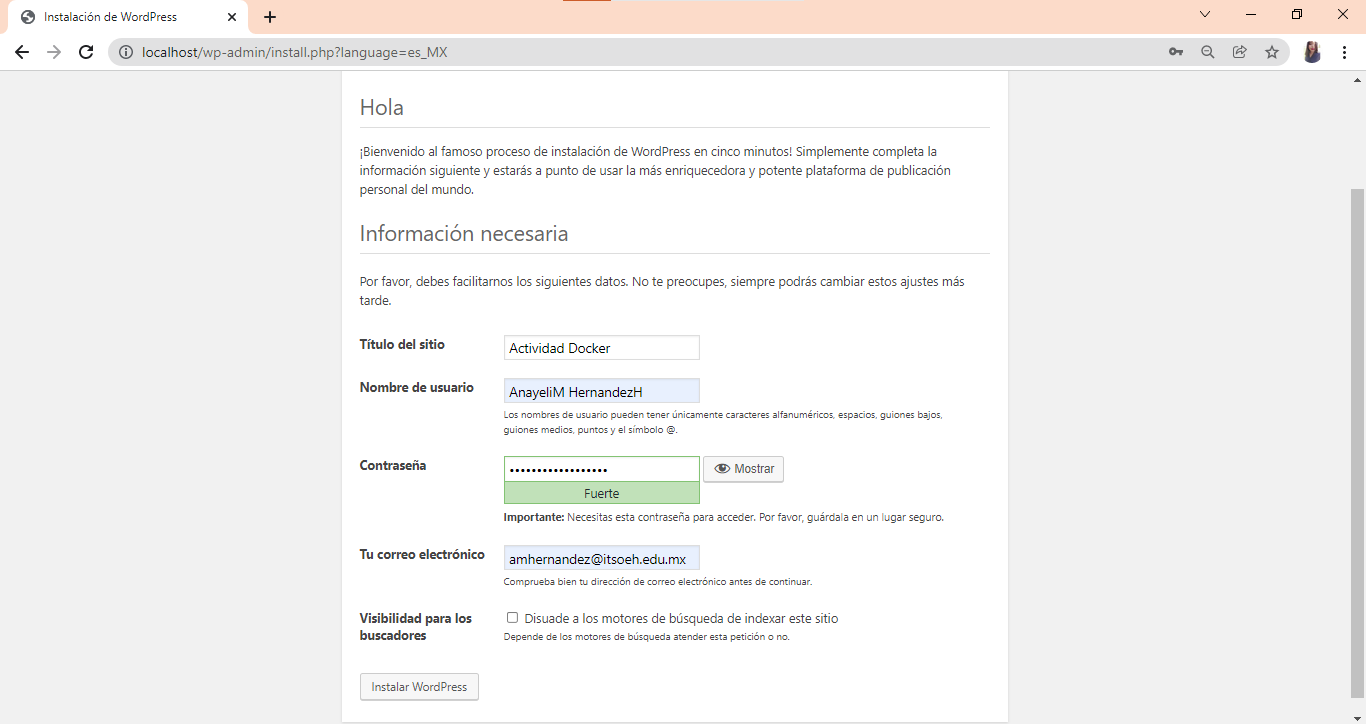 Instalación de WordPress
localhost/wp-admin/install.php?language=es_MX
Hola
¡Bienvenido al famoso proceso de instalación de WordPress en cinco minutos! Simplemente completa la
información siguiente y estarás a punto de usar la más enriquecedora y potente plataforma de publicación
personal del mundo.
Información necesaria
Por favor, debes facilitarnos los siguientes datos. No te preocupes, siempre podrás cambiar estos ajustes más
tarde.
Título del sitio
Actividad Docker
Nombre de usuario
AnayeliM HernandezH
Los nombres de usuario pueden tener únicamente caracteres alfanuméricos, espacios, guiones bajos,
guiones medios, puntos y el símbolo @.
Contraseña
••••••••••••••••••
Mostrar
Fuerte
Importante: Necesitas esta contraseña para acceder. Por favor, guárdala en un lugar seguro.
Tu correo electrónico
amhernandez@itsoeh.edu.mx
Comprueba bien tu dirección de correo electrónico antes de continuar.
Visibilidad para los
buscadores
Disuade a los motores de búsqueda de indexar este sitio
Depende de los motores de búsqueda atender esta petición o no.
Instalar WordPress